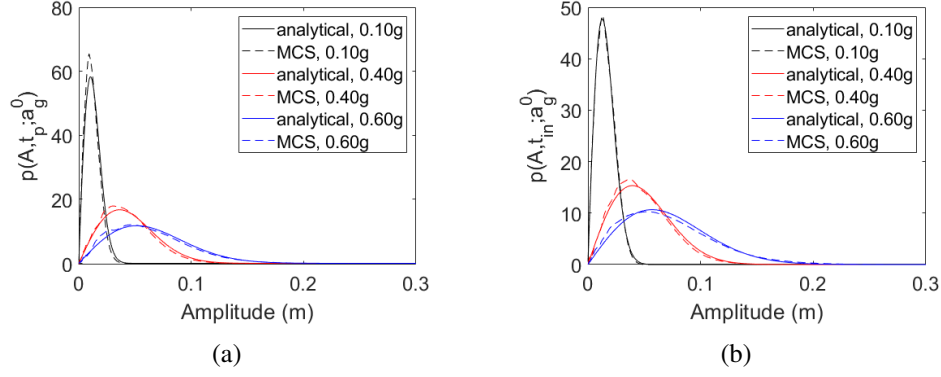 80
60
40
20
0
0
0.1
0.2
0.3
p(A,t_p;a_g^0)
Amplitude (m)
analytical, 0.10g
MCS, 0.10g
analytical, 0.40g
MCS, 0.40g
analytical, 0.60g
MCS, 0.60g
(a)
50
40
30
20
10
0
0
0.1
0.2
0.3
p(A,t_in;a_g^0)
Amplitude (m)
analytical, 0.10g
MCS, 0.10g
analytical, 0.40g
MCS, 0.40g
analytical, 0.60g
MCS, 0.60g
(b)